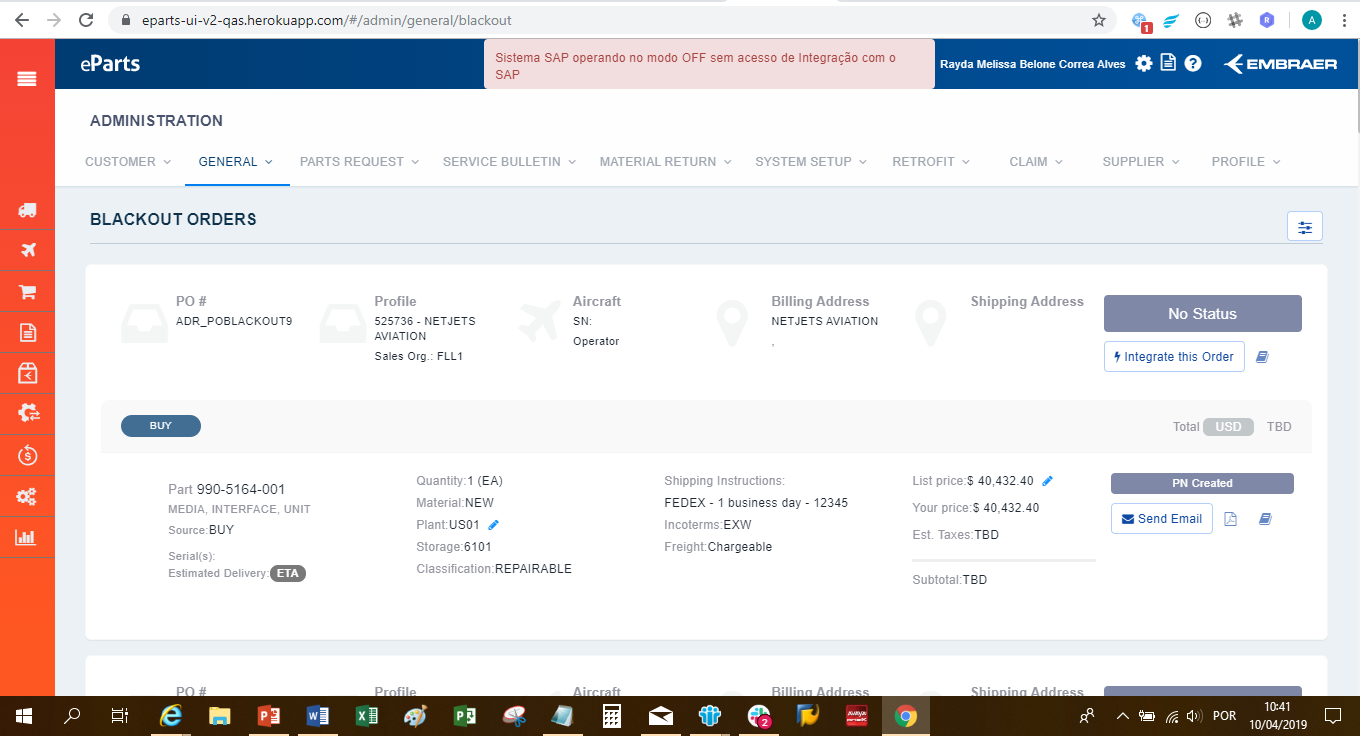 eparts-ui-v2-qas.herokuapp.com/#/admin/general/blackout
1
A
eParts
Sistema SAP operando no modo OFF sem acesso de Integração com o
SAP
Rayda Melissa Belone Correa Alves
EMBRAER
ADMINISTRATION
CUSTOMER
GENERAL
PARTS REQUEST
SERVICE BULLETIN
MATERIAL RETURN
SYSTEM SETUP
RETROFIT
CLAIM
SUPPLIER
PROFILE
BLACKOUT ORDERS
PO #
ADR_POBLACKOUT9
Profile
525736 - NETJETS
AVIATION
Sales Org.: FLL1
Aircraft
SN:
Operator
Billing Address
NETJETS AVIATION
,
Shipping Address
No Status
Integrate this Order
BUY
Total USD TBD
Part 990-5164-001
MEDIA, INTERFACE, UNIT
Source:BUY
Serial(s):
Estimated Delivery: ETA
Quantity:1 (EA)
Material:NEW
Plant:US01
Storage:6101
Classification:REPAIRABLE
Shipping Instructions:
FEDEX - 1 business day - 12345
Incoterms:EXW
Freight:Chargeable
List price:$ 40,432.40
Your price:$ 40,432.40
Est. Taxes:TBD
Subtotal:TBD
PN Created
Send Email
PO #
Profile
Aircraft
Billing Address
Shipping Address
2
AVAYA
POR
10:41
10/04/2019